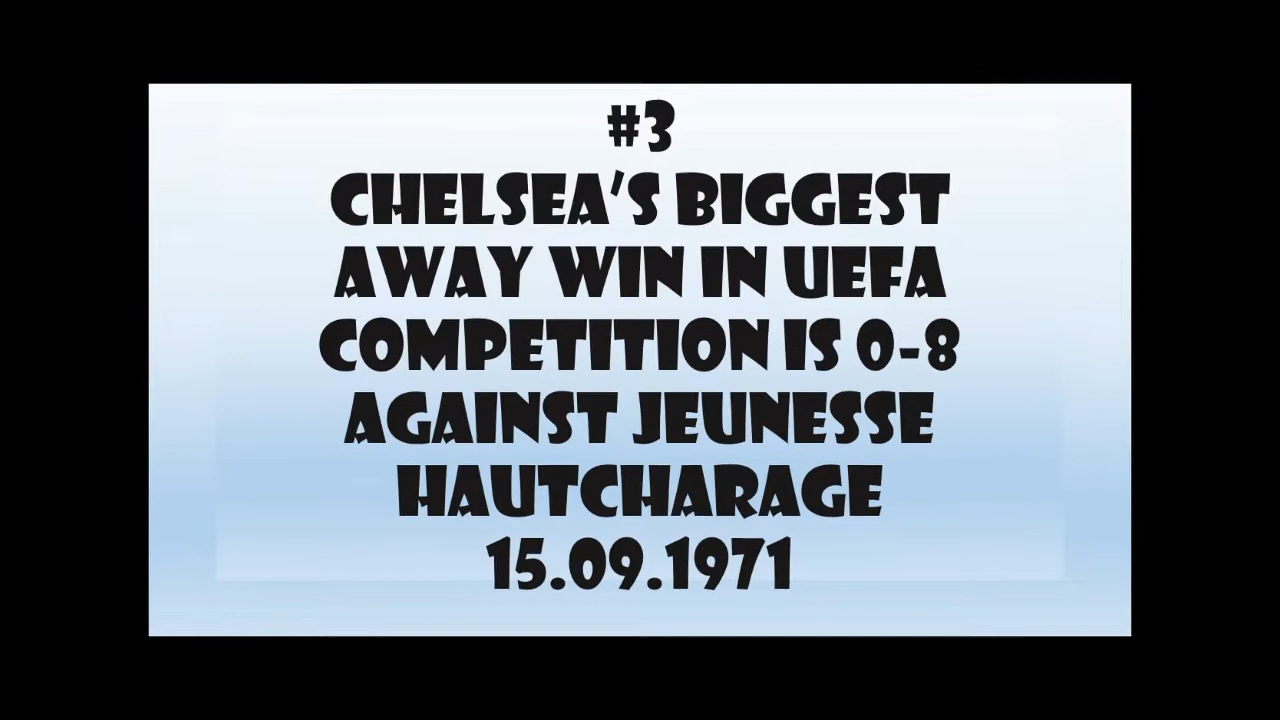 #3
CHELSEA'S BIGGEST
AWAY WIN IN UEFA
COMPETITION IS 0-8
AGAINST JEUNESSE
HAUTCHARAGE
15.09.1971